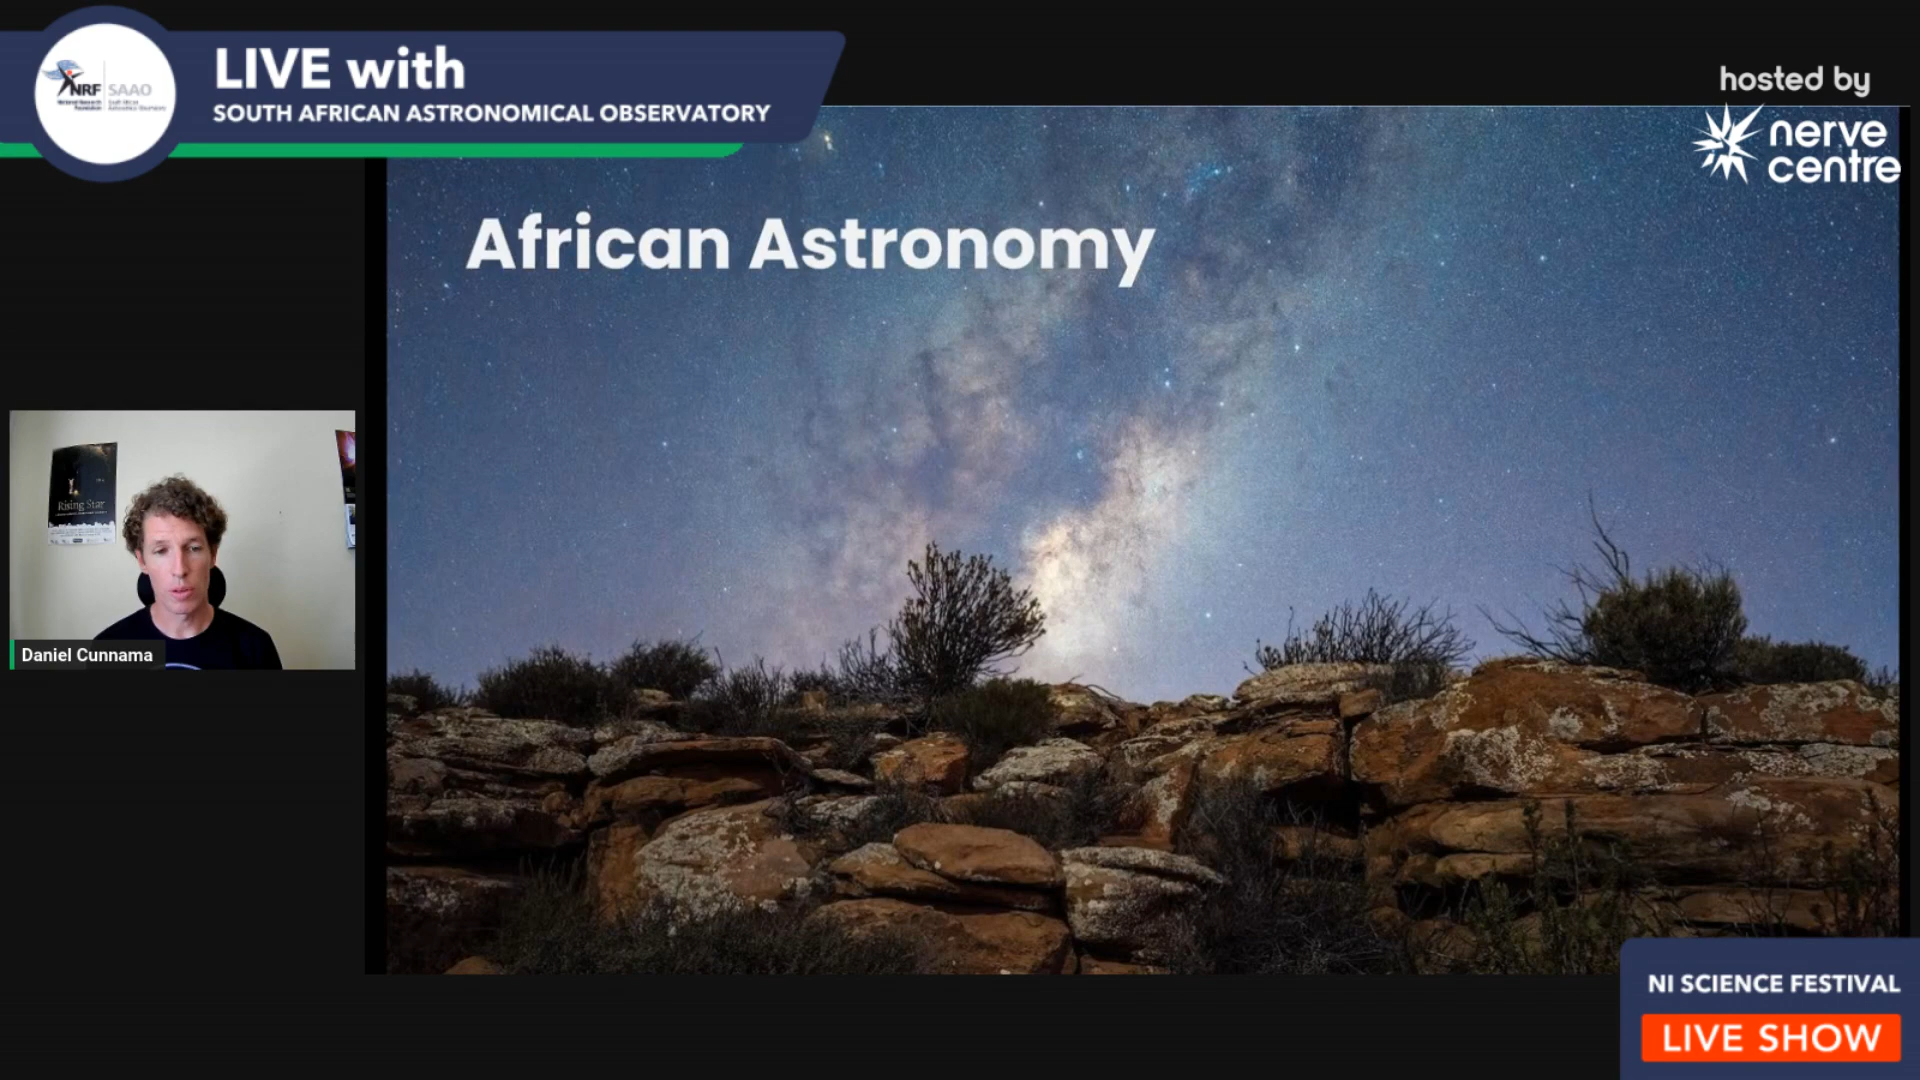 LIVE with
SOUTH AFRICAN ASTRONOMICAL OBSERVATORY
NRF
SAAO
hosted by
nerve
centre
African Astronomy
Rising Star
Daniel Cunnama
NI SCIENCE FESTIVAL
LIVE SHOW